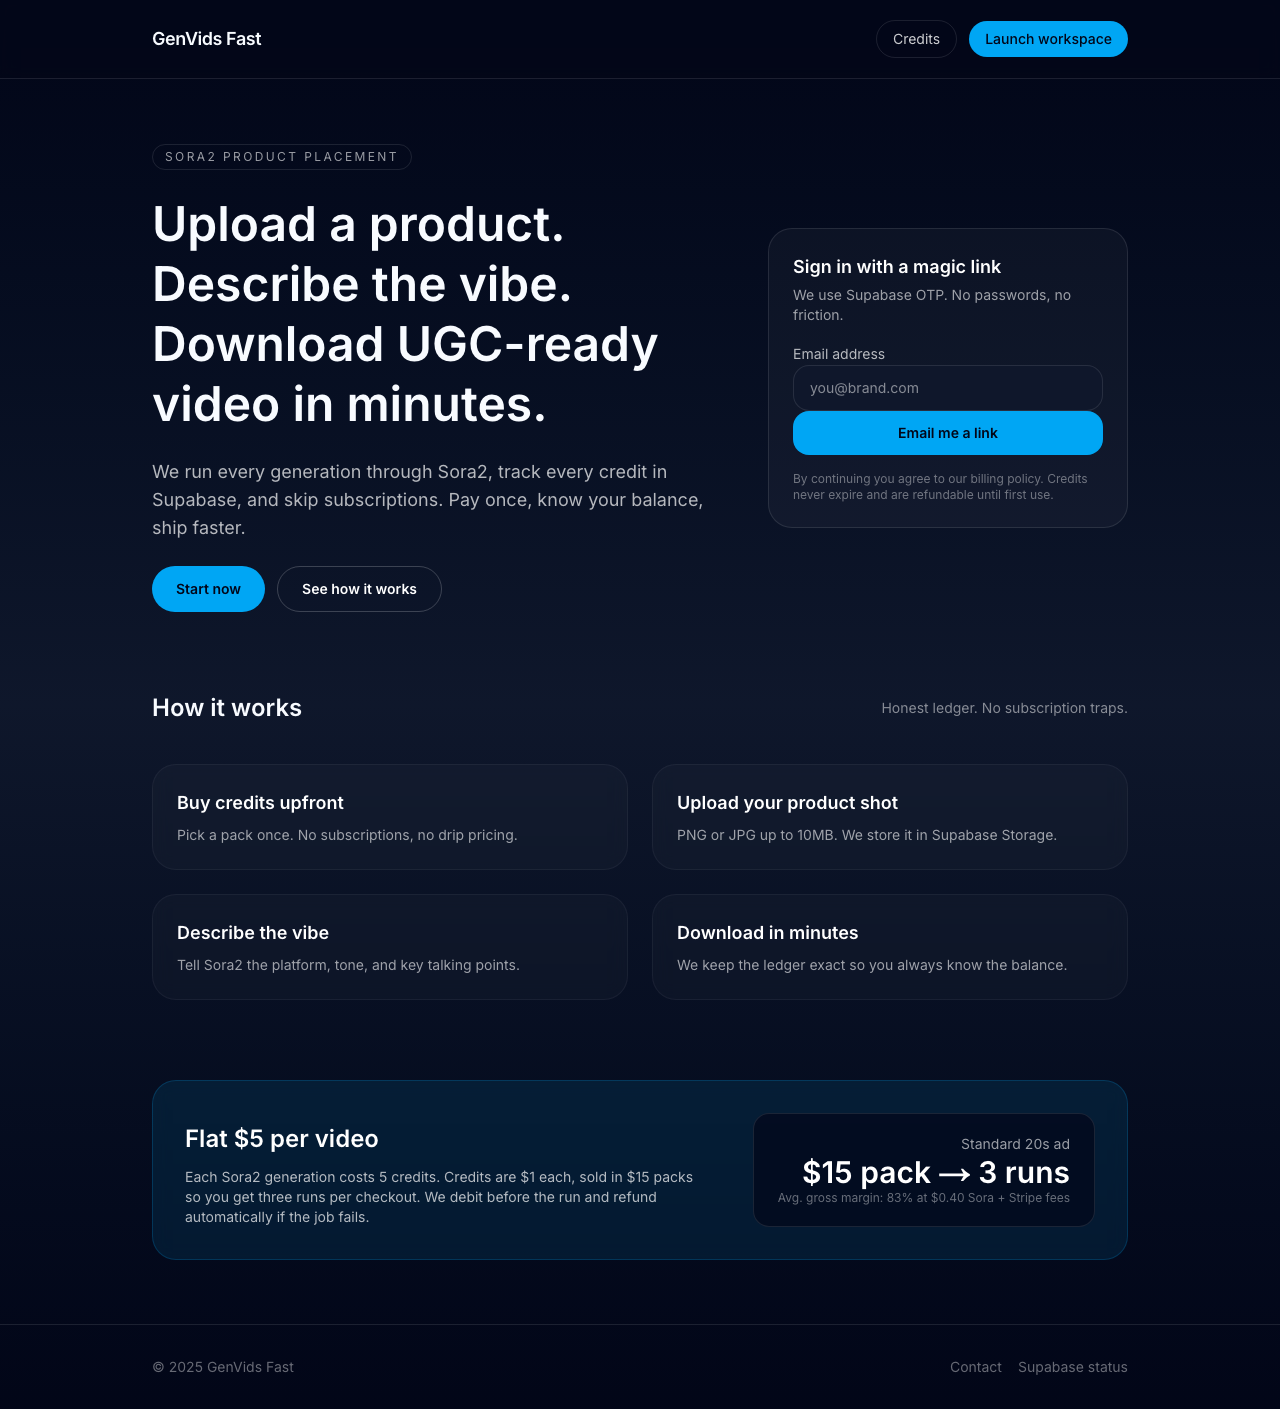 GenVids Fast
Credits
Launch workspace
SORA2 PRODUCT PLACEMENT
Upload a product.
Describe the vibe.
Download UGC-ready
video in minutes.
We run every generation through Sora2, track every credit in
Supabase, and skip subscriptions. Pay once, know your balance,
ship faster.
Start now
See how it works
Sign in with a magic link
We use Supabase OTP. No passwords, no
friction.
Email address
you@brand.com
Email me a link
By continuing you agree to our billing policy. Credits
never expire and are refundable until first use.
How it works
Honest ledger. No subscription traps.
Buy credits upfront
Pick a pack once. No subscriptions, no drip pricing.
Upload your product shot
PNG or JPG up to 10MB. We store it in Supabase Storage.
Describe the vibe
Tell Sora2 the platform, tone, and key talking points.
Download in minutes
We keep the ledger exact so you always know the balance.
Flat $5 per video
Each Sora2 generation costs 5 credits. Credits are $1 each, sold in $15 packs
so you get three runs per checkout. We debit before the run and refund
automatically if the job fails.
Standard 20s ad
$15 pack → 3 runs
Avg. gross margin: 83% at $0.40 Sora + Stripe fees
© 2025 GenVids Fast
Contact
Supabase status